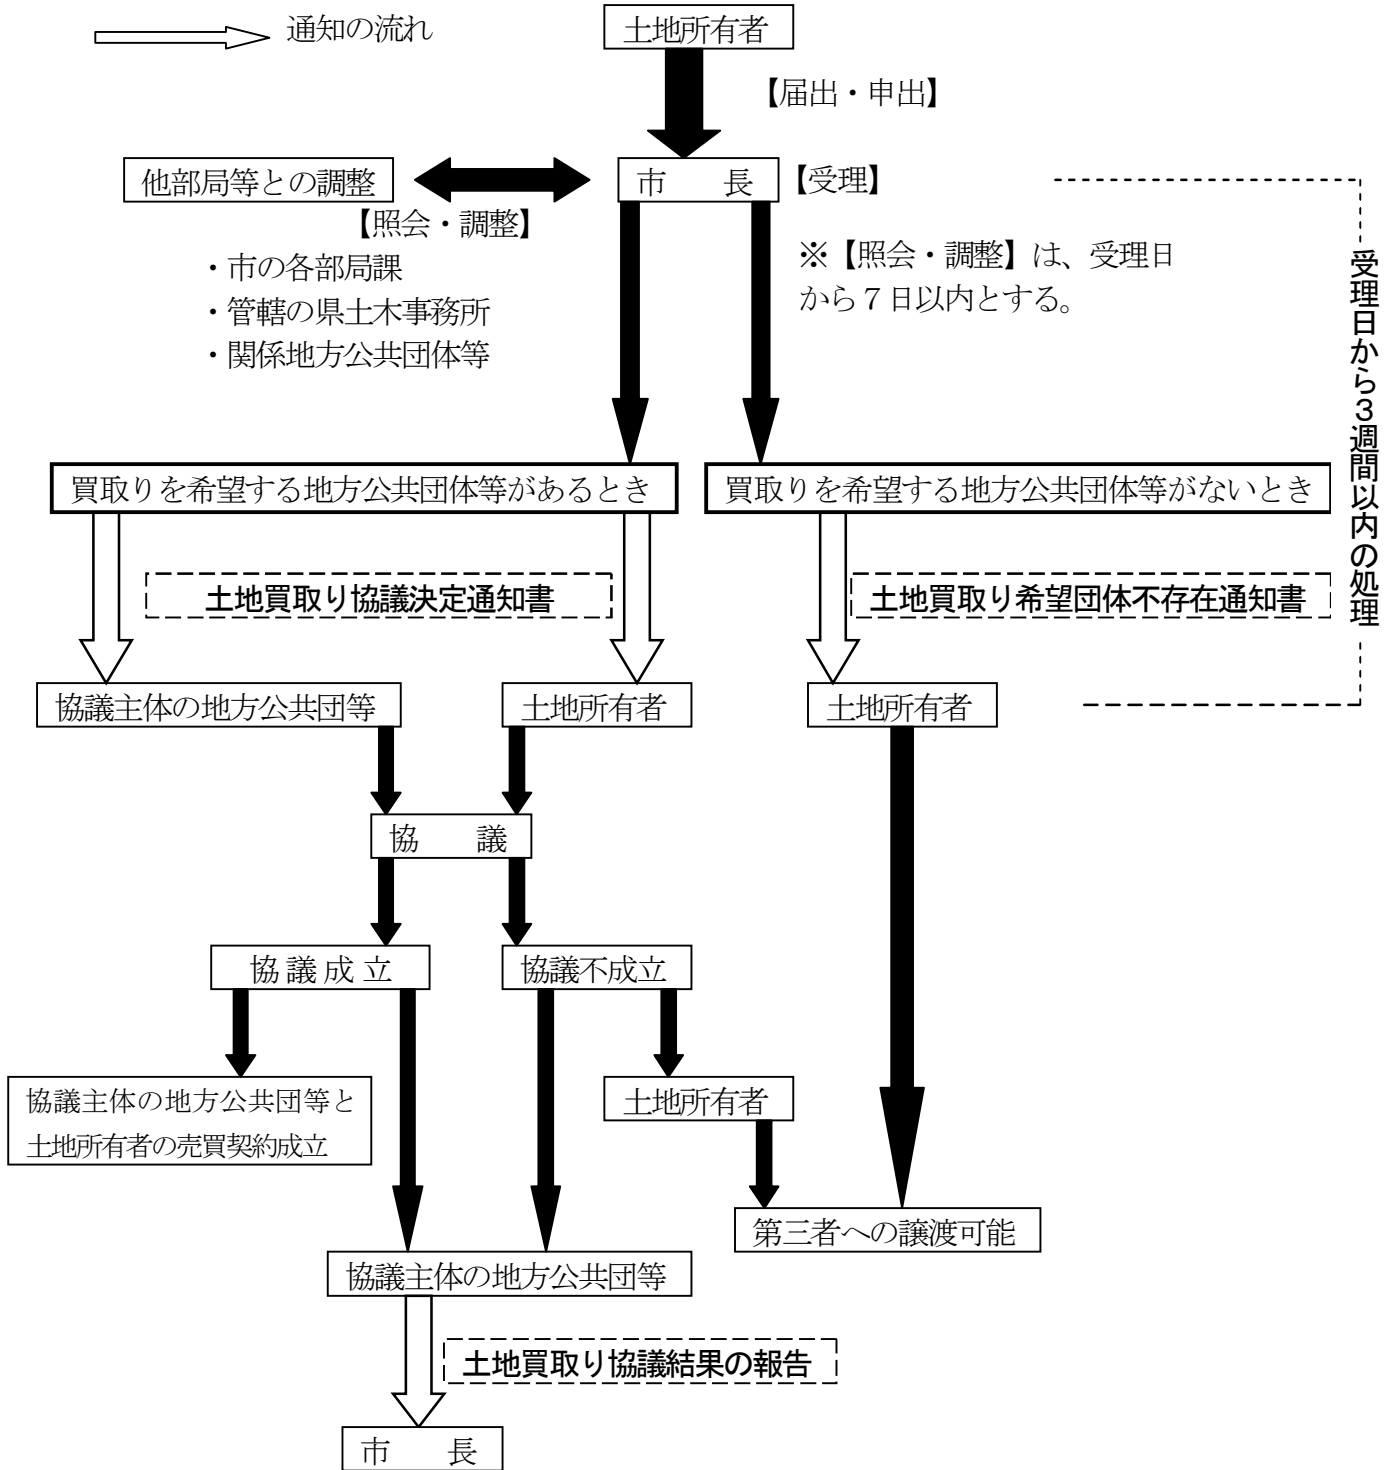 通知の流れ
土地所有者
【届出・申出】
他部局等との調整
市　　長
【受理】
【照会・調整】
・市の各部局課
・管轄の県土木事務所
・関係地方公共団体等
※【照会・調整】は、受理日
から７日以内とする。
受理日から３週間以内の処理
買取りを希望する地方公共団体等があるとき
買取りを希望する地方公共団体等がないとき
土地買取り協議決定通知書
土地買取り希望団体不存在通知書
協議主体の地方公共団等
土地所有者
土地所有者
協　　議
協 議 成 立
協議不成立
協議主体の地方公共団等と
土地所有者の売買契約成立
土地所有者
第三者への譲渡可能
協議主体の地方公共団等
土地買取り協議結果の報告
市　　長